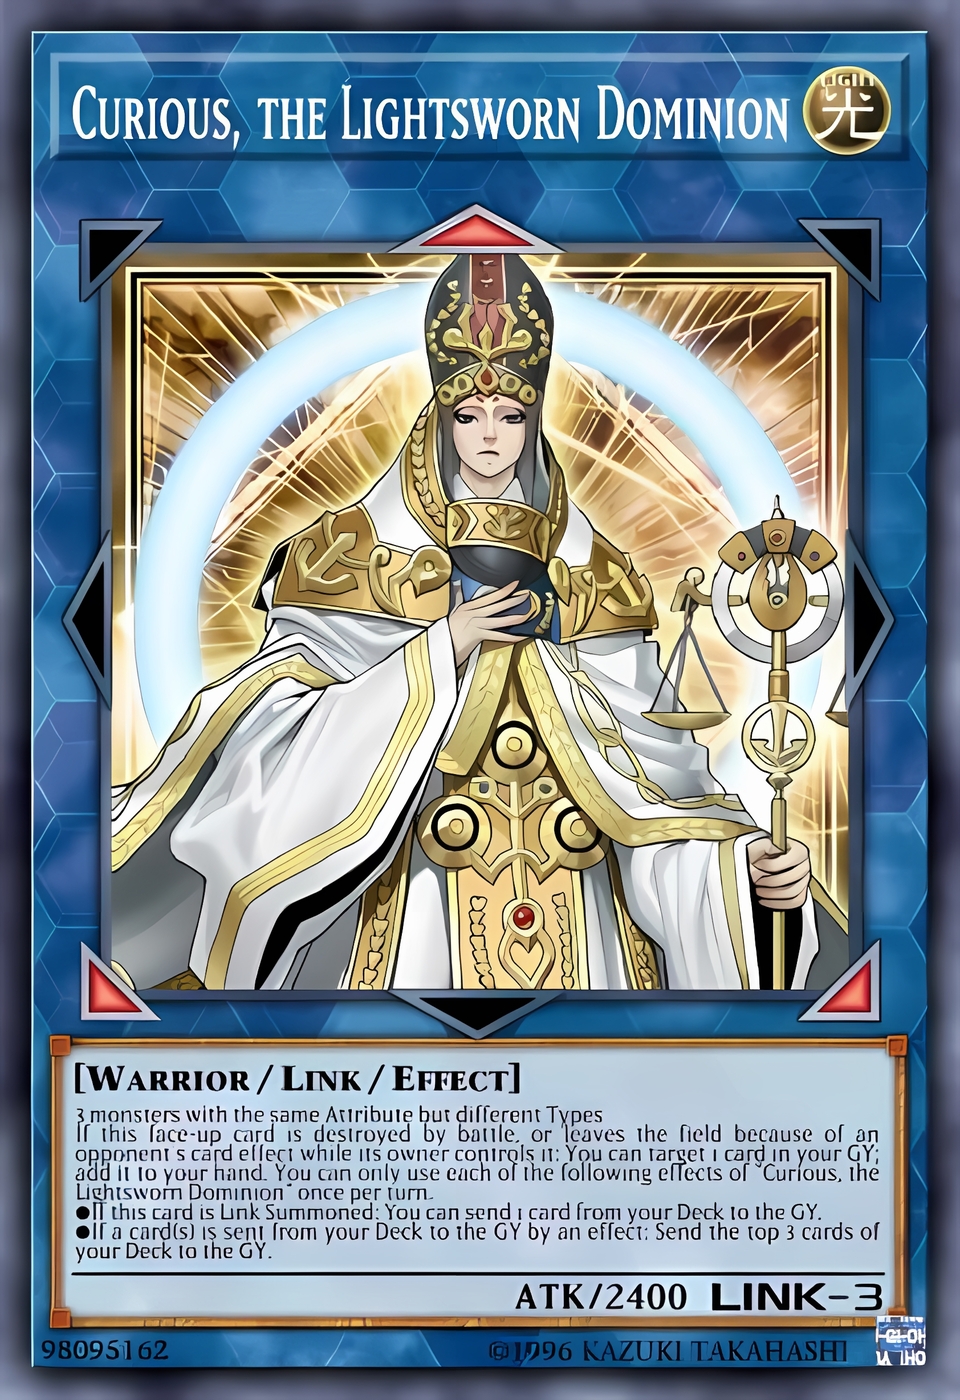 CURIOUS, THE LIGHTSWORN DOMINION
光
[WARRIOR / LINK / EFFECT]
3 monsters with the same Attribute but different Types
If this face-up card is destroyed by battle, or leaves the field because of an
opponent's card effect while its owner controls it: You can target 1 card in your GY;
add it to your hand. You can only use each of the following effects of "Curious, the
Lightsworn Dominion" once per turn.
●If this card is Link Summoned: You can send 1 card from your Deck to the GY.
●If a card(s) is sent from your Deck to the GY by an effect: Send the top 3 cards of
your Deck to the GY.
ATK/2400 LINK-3
98095162 ©1996 KAZUKI TAKAHASHI